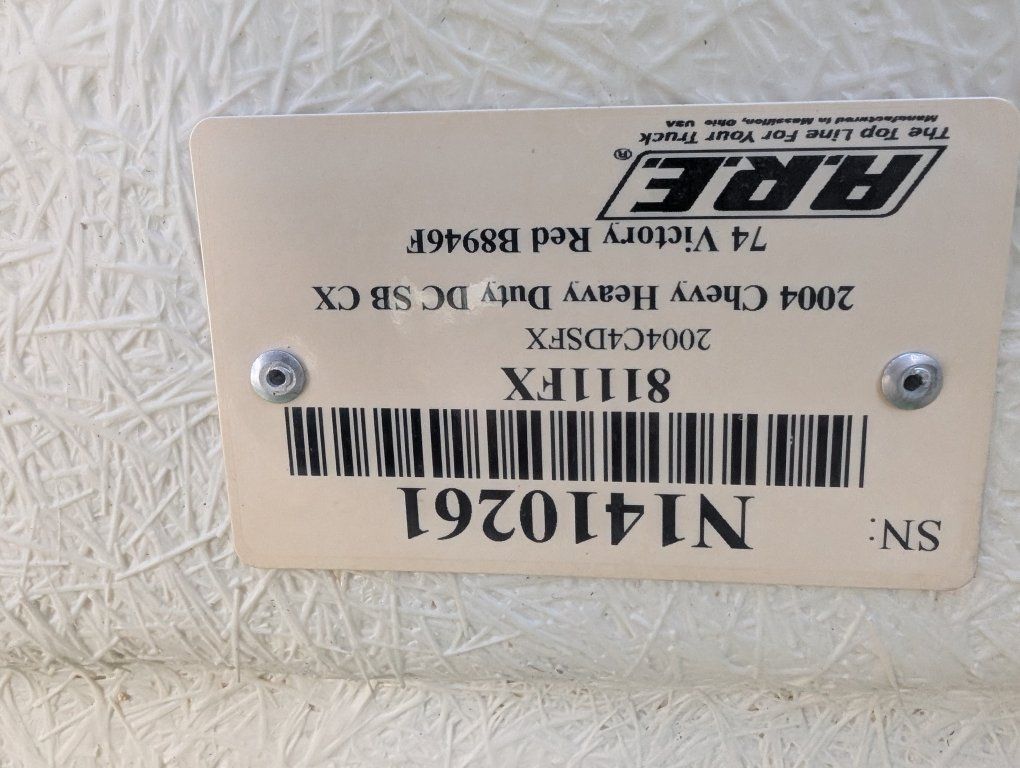 SN: N1410261
8111FX
2004C4DSFX
2004 Chevy Heavy Duty DC SB CX
74 Victory Red B8946F
A.R.E.®
The Top Line For Your Truck
Manufactured in Massillon, Ohio USA